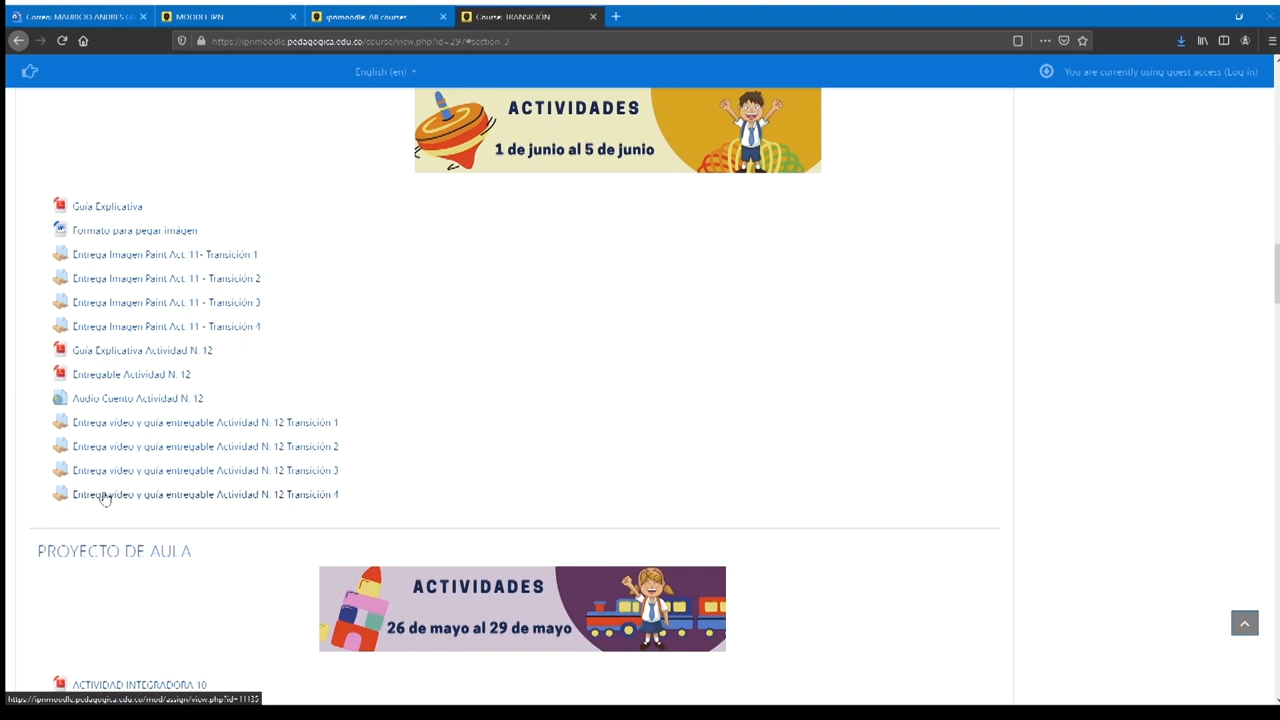 Correo: MAURICIO ANDRES
MOODLE IPN
ipnmoodle: All courses
Course: TRANSICIÓN
https://ipnmoodle.pedagogica.edu.co/course/view.php?id=297#section-3
English (en)
You are currently using guest access (Log in)
ACTIVIDADES
1 de junio al 5 de junio
Guía Explicativa
Formato para pegar imágen
Entrega Imagen Paint Act. 11- Transición 1
Entrega Imagen Paint Act. 11 - Transición 2
Entrega Imagen Paint Act. 11 - Transición 3
Entrega Imagen Paint Act. 11 - Transición 4
Guía Explicativa Actividad N. 12
Entregable Actividad N. 12
Audio Cuento Actividad N. 12
Entrega vídeo y guía entregable Actividad N. 12 Transición 1
Entrega vídeo y guía entregable Actividad N. 12 Transición 2
Entrega vídeo y guía entregable Actividad N. 12 Transición 3
Entrega vídeo y guía entregable Actividad N. 12 Transición 4
PROYECTO DE AULA
ACTIVIDADES
26 de mayo al 29 de mayo
ACTIVIDAD INTEGRADORA 10